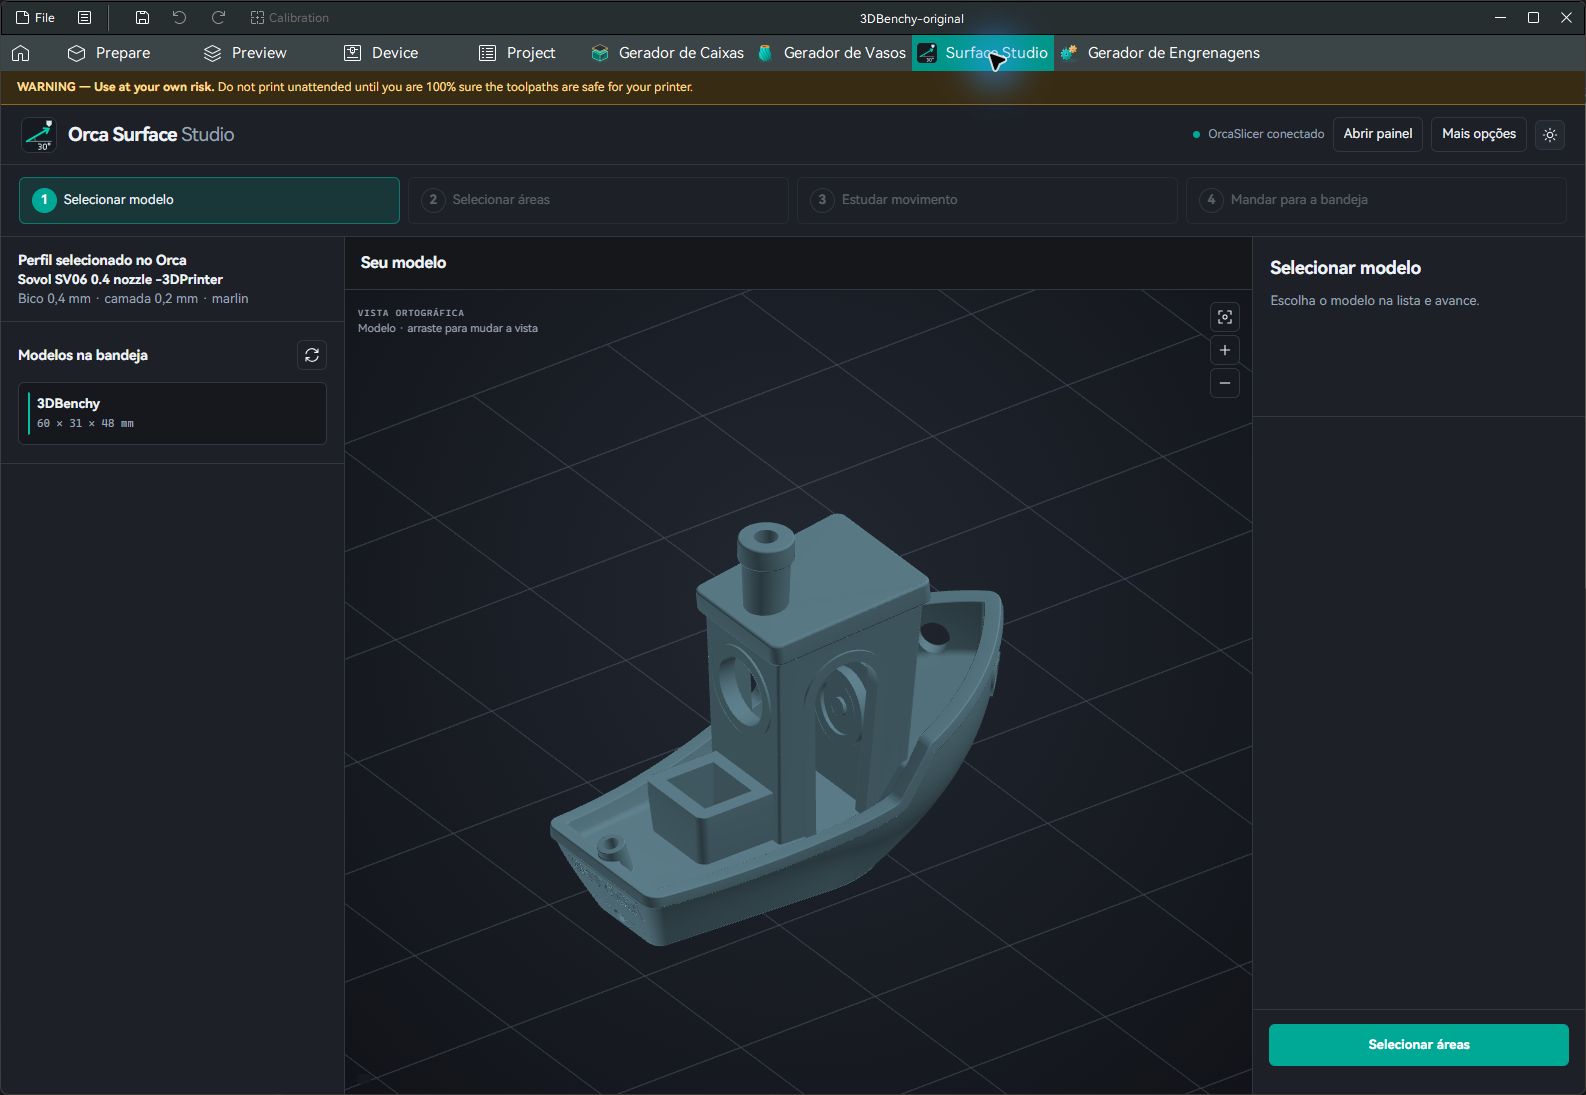 File
Calibration
3DBenchy-original
Prepare
Preview
Device
Project
Gerador de Caixas
Gerador de Vasos
Surface Studio
Gerador de Engrenagens
WARNING — Use at your own risk. Do not print unattended until you are 100% sure the toolpaths are safe for your printer.
30°
Orca Surface Studio
OrcaSlicer conectado
Abrir painel
Mais opções
1 Selecionar modelo
2 Selecionar áreas
3 Estudar movimento
4 Mandar para a bandeja
Perfil selecionado no Orca
Sovol SV06 0.4 nozzle -3DPrinter
Bico 0,4 mm · camada 0,2 mm · marlin
Modelos na bandeja
3DBenchy
60 × 31 × 48 mm
Seu modelo
VISTA ORTOGRÁFICA
Modelo · arraste para mudar a vista
Selecionar modelo
Escolha o modelo na lista e avance.
Selecionar áreas